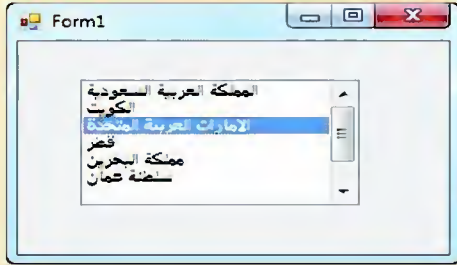 Form1
المملكة العربية السعودية
الكويت
الامارات العربية المتحدة
قطر
مملكة البحرين
سلطنة عمان